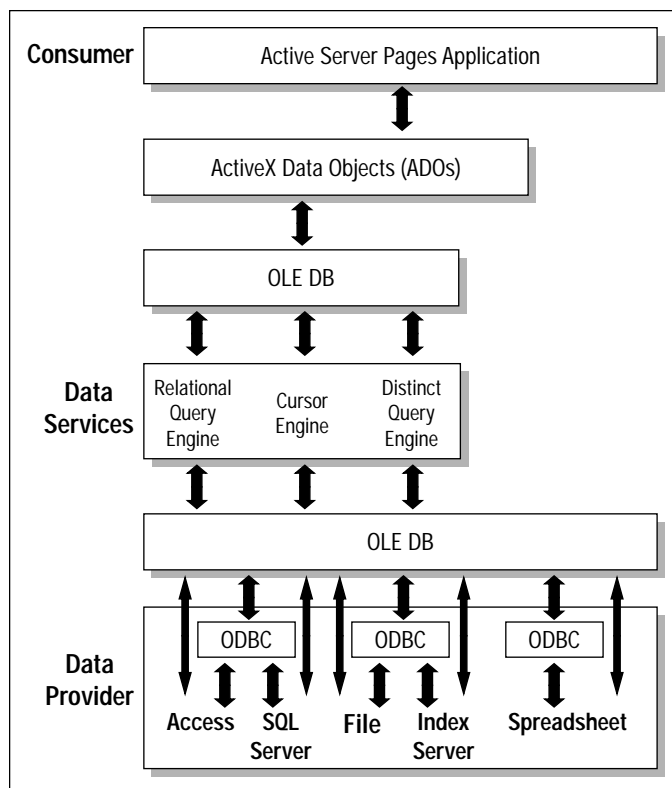 Consumer
Active Server Pages Application
ActiveX Data Objects (ADOs)
OLE DB
Data
Services
Relational
Query
Engine
Cursor
Engine
Distinct
Query
Engine
OLE DB
Data
Provider
ODBC
ODBC
ODBC
Access
SQL
Server
File
Index
Server
Spreadsheet